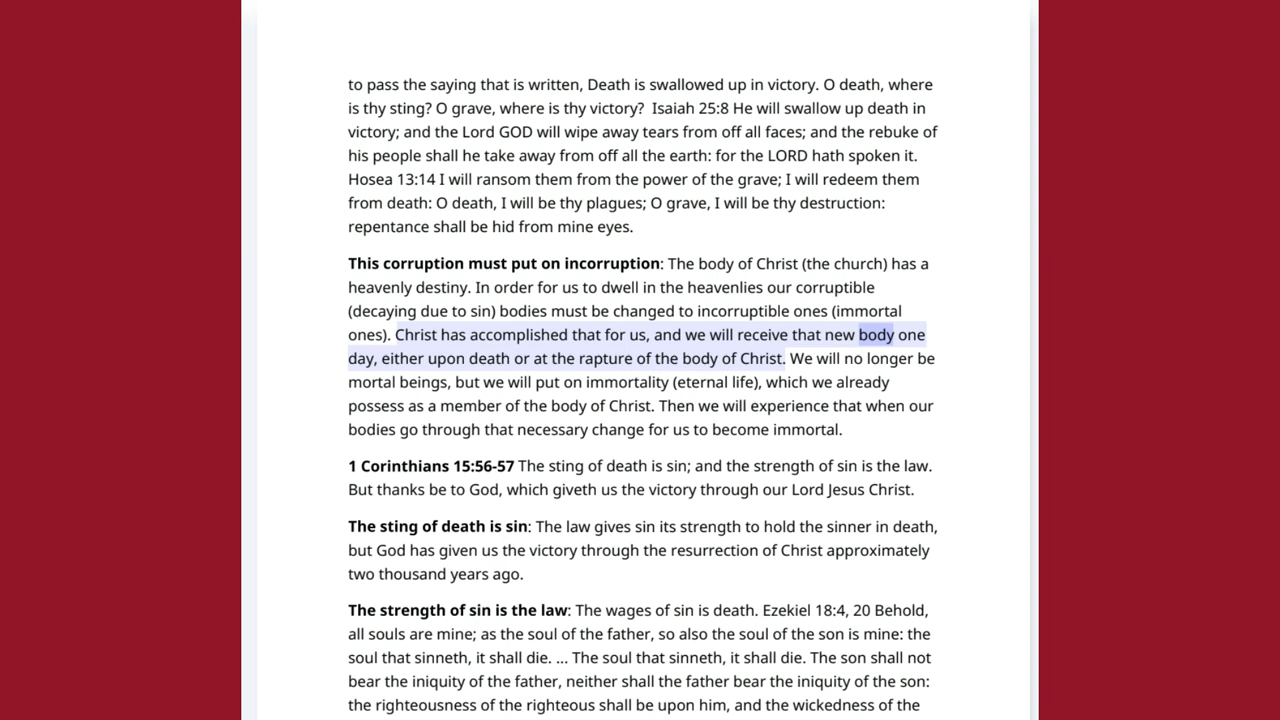 to pass the saying that is written, Death is swallowed up in victory. O death, where
is thy sting? O grave, where is thy victory?  Isaiah 25:8 He will swallow up death in
victory; and the Lord GOD will wipe away tears from off all faces; and the rebuke of
his people shall he take away from off all the earth: for the LORD hath spoken it.
Hosea 13:14 I will ransom them from the power of the grave; I will redeem them
from death: O death, I will be thy plagues; O grave, I will be thy destruction:
repentance shall be hid from mine eyes.
This corruption must put on incorruption: The body of Christ (the church) has a
heavenly destiny. In order for us to dwell in the heavenlies our corruptible
(decaying due to sin) bodies must be changed to incorruptible ones (immortal
ones). Christ has accomplished that for us, and we will receive that new body one
day, either upon death or at the rapture of the body of Christ. We will no longer be
mortal beings, but we will put on immortality (eternal life), which we already
possess as a member of the body of Christ. Then we will experience that when our
bodies go through that necessary change for us to become immortal.
1 Corinthians 15:56-57 The sting of death is sin; and the strength of sin is the law.
But thanks be to God, which giveth us the victory through our Lord Jesus Christ.
The sting of death is sin: The law gives sin its strength to hold the sinner in death,
but God has given us the victory through the resurrection of Christ approximately
two thousand years ago.
The strength of sin is the law: The wages of sin is death. Ezekiel 18:4, 20 Behold,
all souls are mine; as the soul of the father, so also the soul of the son is mine: the
soul that sinneth, it shall die. ... The soul that sinneth, it shall die. The son shall not
bear the iniquity of the father, neither shall the father bear the iniquity of the son:
the righteousness of the righteous shall be upon him, and the wickedness of the